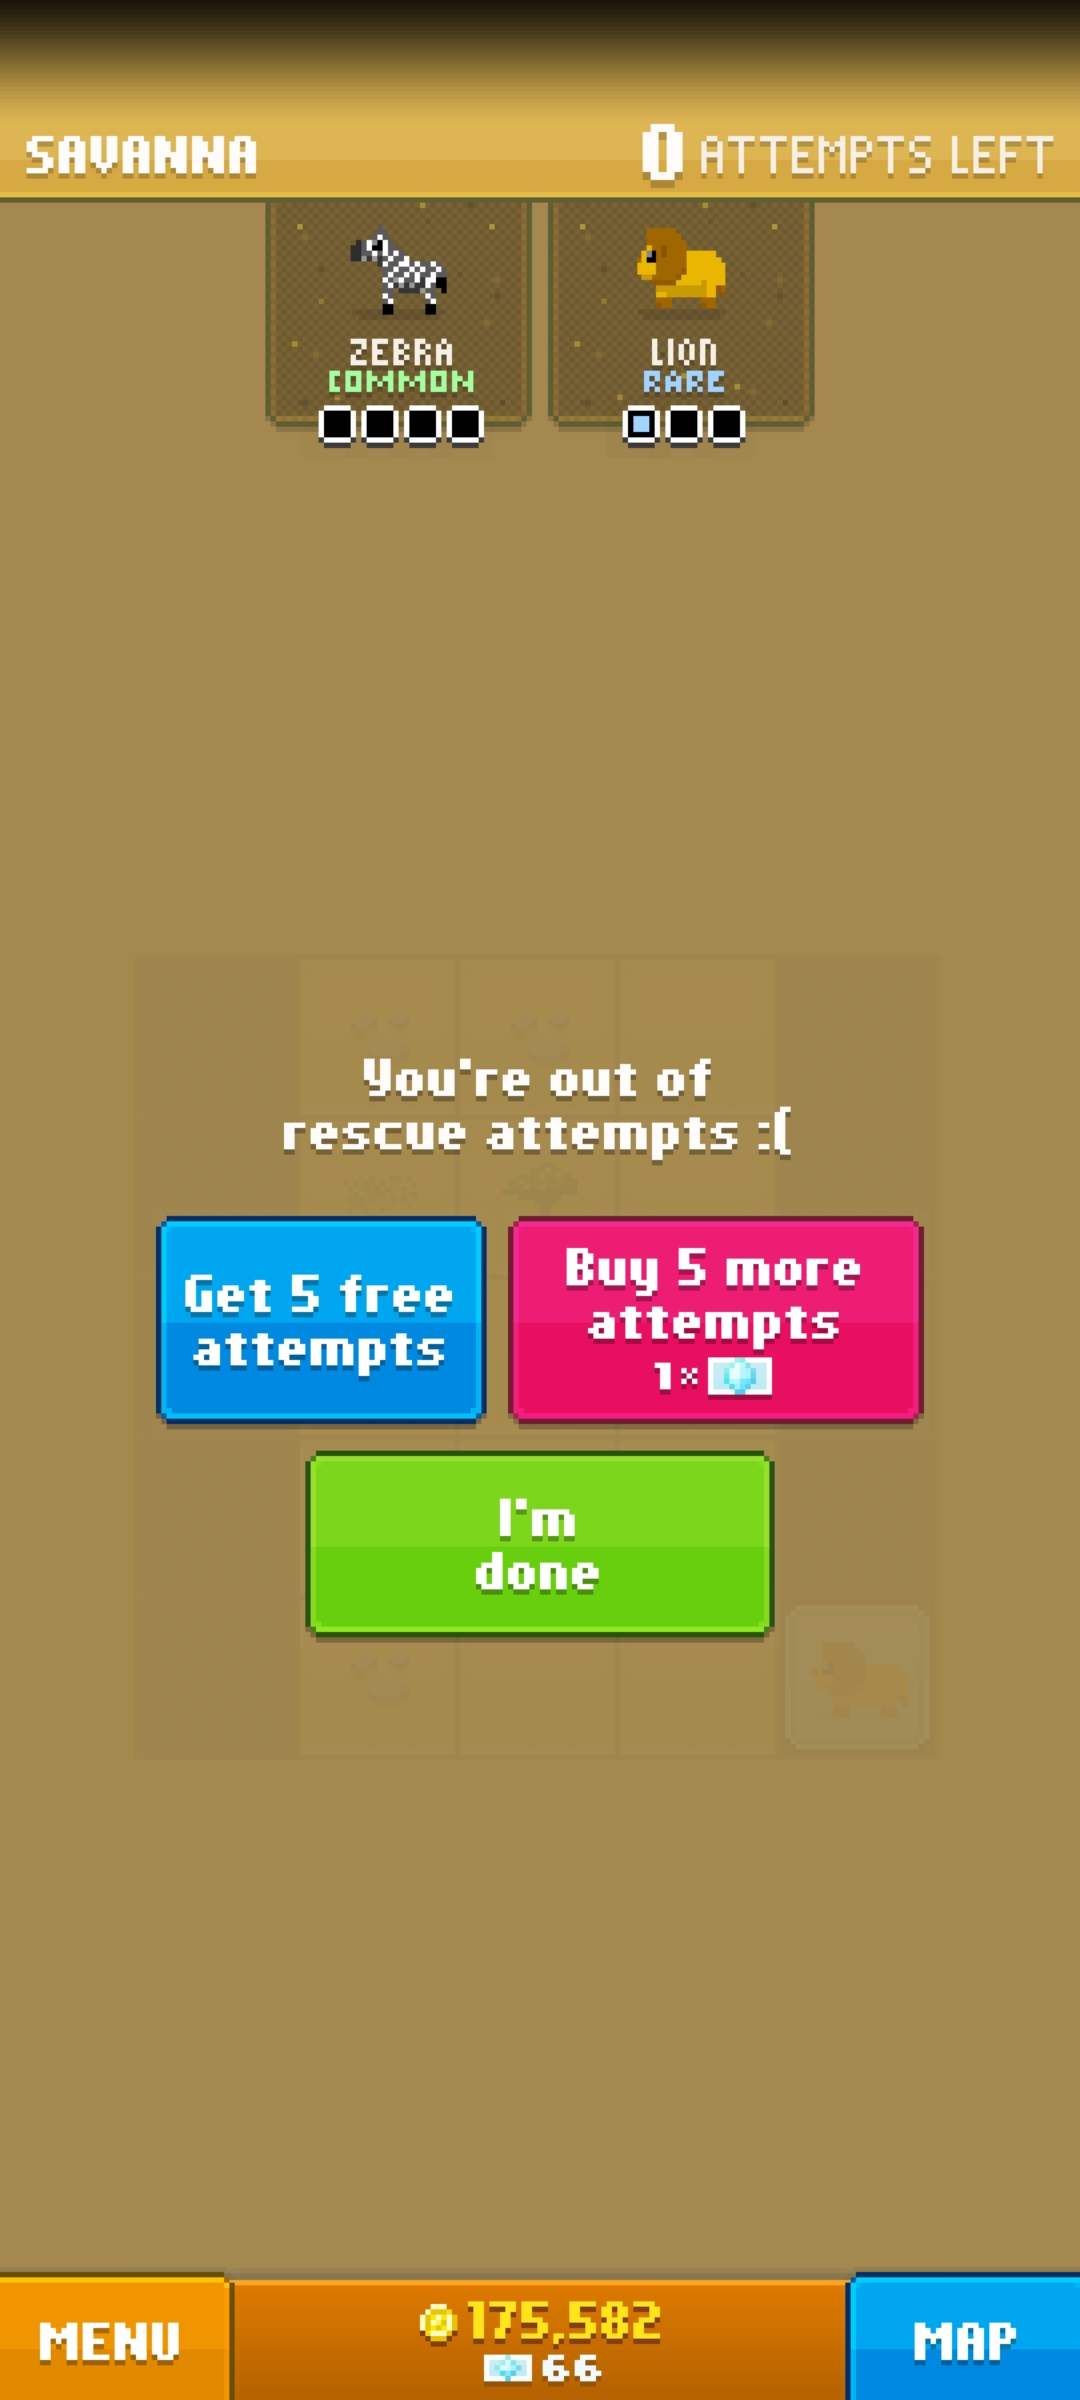 SAVANNA
0 ATTEMPTS LEFT
ZEBRA
COMMON
LION
RARE
You're out of
rescue attempts :(
Get 5 free
attempts
Buy 5 more
attempts
1×
I'm
done
MENU
175,582
66
MAP